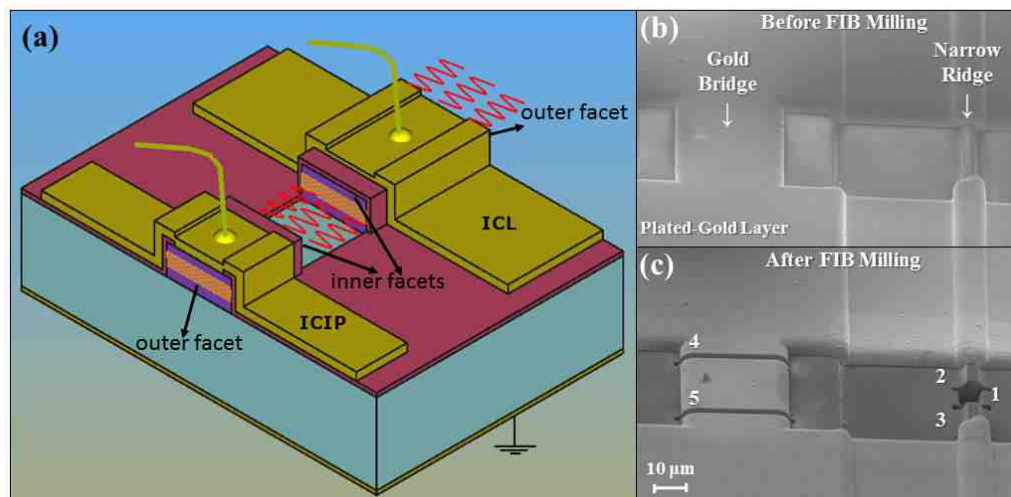 (a)
outer facet
ICL
inner facets
ICIP
outer facet
(b)
Before FIB Milling
Gold
Bridge
Narrow
Ridge
Plated-Gold Layer
(c)
After FIB Milling
4
5
2
1
3
10 μm